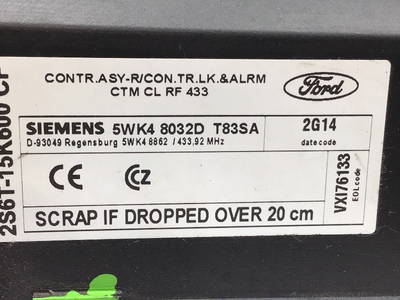 CONTR.ASY-R/CON.TR.LK.&ALRM
CTM CL RF 433
Ford
SIEMENS 5WK4 8032D T83SA
D-93049 Regensburg 5WK4 8862 / 433,92 MHz
2G14
date code
CE CCZ
SCRAP IF DROPPED OVER 20 cm
VXI76133
EOL code
2S6T-15K600 CF